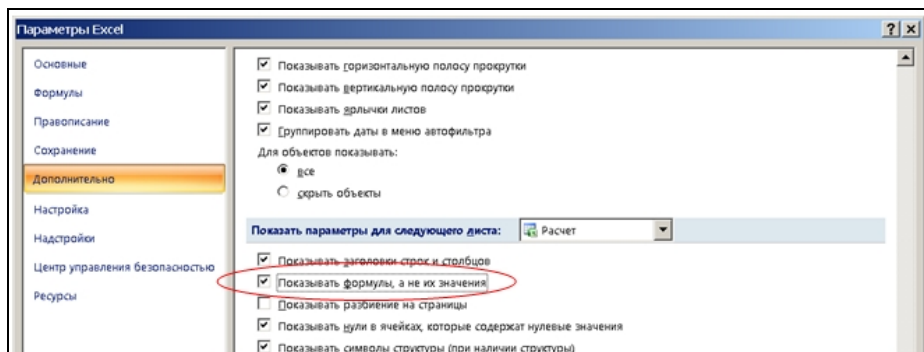 Параметры Excel
Основные
Формулы
Правописание
Сохранение
Дополнительно
Настройка
Надстройки
Центр управления безопасностью
Ресурсы
Показывать горизонтальную полосу прокрутки
Показывать вертикальную полосу прокрутки
Показывать ярлычки листов
Группировать даты в меню автофильтра
Для объектов показывать:
все
скрыть объекты
Показать параметры для следующего листа: Расчет
Показывать заголовки строк и столбцов
Показывать формулы, а не их значения
Показывать разбиение на страницы
Показывать нули в ячейках, которые содержат нулевые значения
Показывать символы структуры (при наличии структуры)